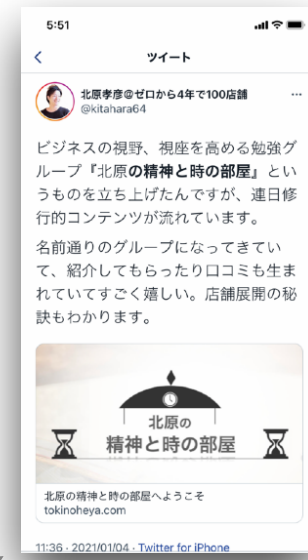 5:51
ツイート
北原孝彦@ゼロから4年で100店舗
@kitahara64
ビジネスの視野、視座を高める勉強グ
ループ『北原の精神と時の部屋』とい
うものを立ち上げたんですが、連日修
行的コンテンツが流れています。
名前通りのグループになってきてい
て、紹介してもらったり口コミも生ま
れていてすごく嬉しい。店舗展開の秘
訣もわかります。
北原の
精神と時の部屋
北原の精神と時の部屋へようこそ
tokinoheya.com
11:36 · 2021/01/04 · Twitter for iPhone